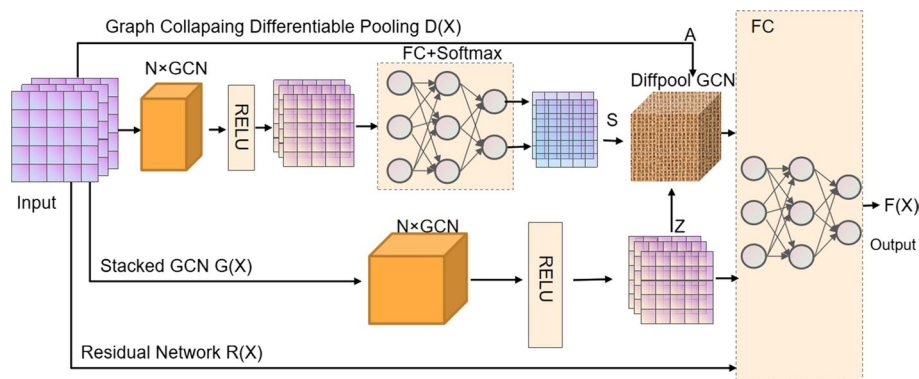 Graph Collapaing Differentiable Pooling D(X)
A
FC
N×GCN
FC+Softmax
Diffpool GCN
RELU
S
Input
N×GCN
Z
F(X)
Output
Stacked GCN G(X)
RELU
Residual Network R(X)